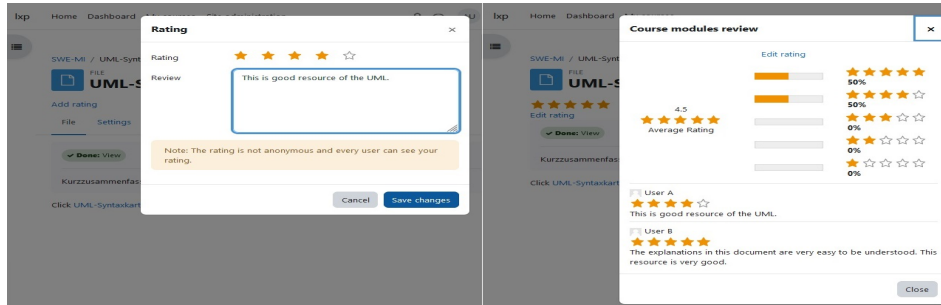 lxp Home Dashboard
Rating ×
SWE-MI / UML-Synt
FILE
UML-S
Add rating
File Settings
Done: View
Kurzzusammenfas
Click UML-Syntaxkart
Rating
Review
This is good resource of the UML.
Note: The rating is not anonymous and every user can see your
rating.
Cancel Save changes
lxp Home Dashboard
Course modules review ×
SWE-MI / UML-Synt
FILE
UML-S
Edit rating
Done: View
Kurzzusammenfas
Click UML-Syntaxkart
Edit rating
4.5
Average Rating
50%
50%
0%
0%
0%
User A
This is good resource of the UML.
User B
The explanations in this document are very easy to be understood. This
resource is very good.
Close